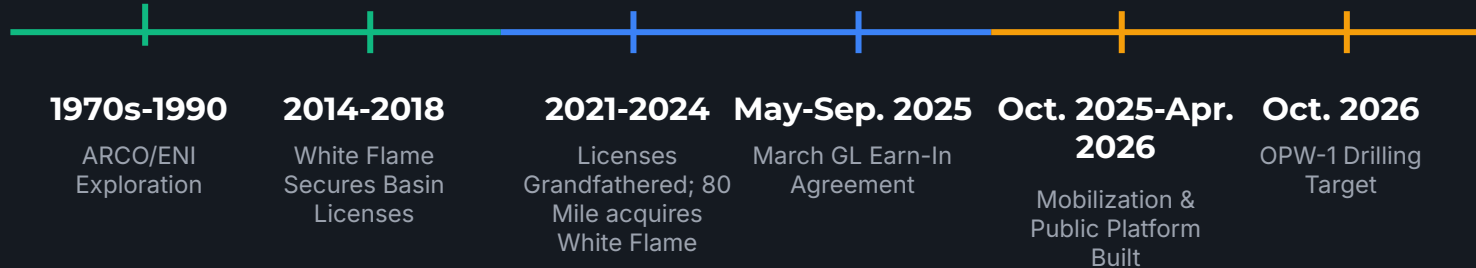 1970s-1990
ARCO/ENI
Exploration
2014-2018
White Flame
Secures Basin
Licenses
2021-2024
Licenses
Grandfathered; 80
Mile acquires
White Flame
May-Sep. 2025
March GL Earn-In
Agreement
Oct. 2025-Apr.
2026
Mobilization &
Public Platform
Built
Oct. 2026
OPW-1 Drilling
Target